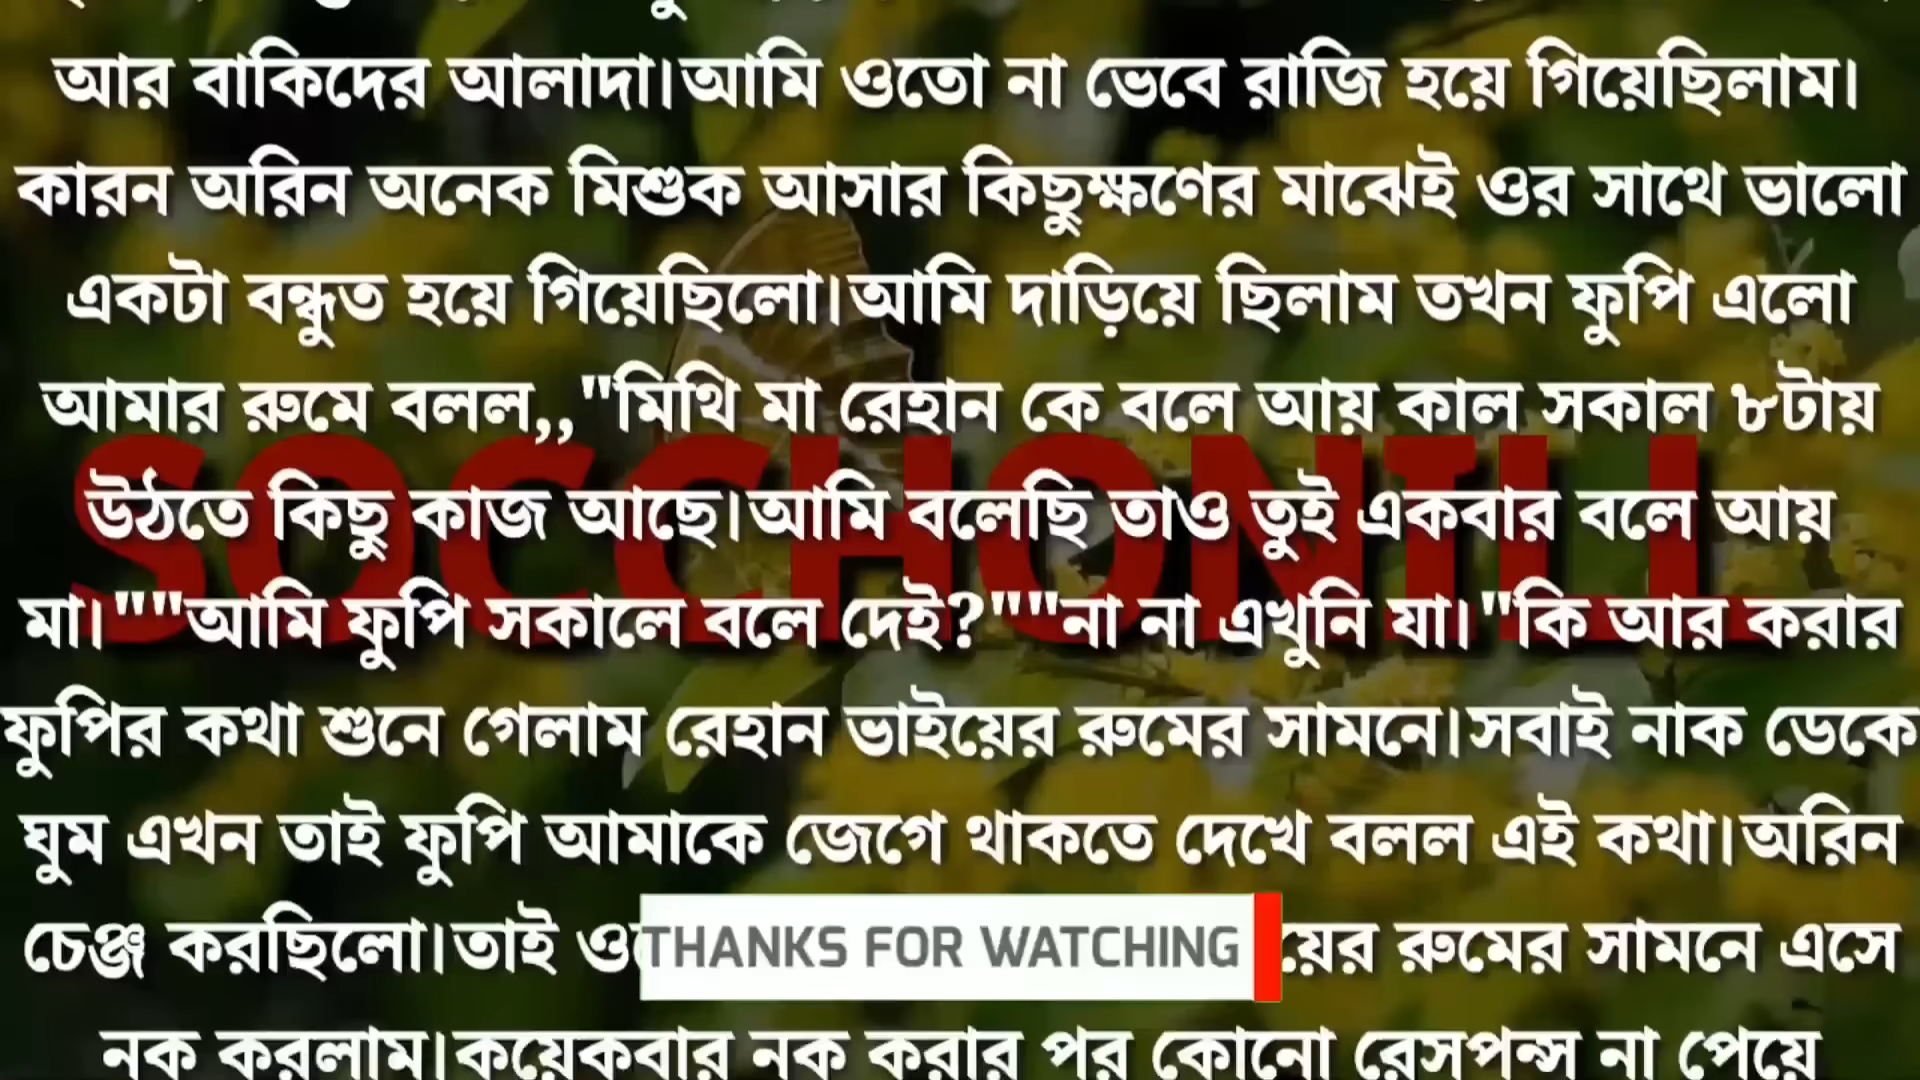 আর বাকিদের আলাদা।আমি ওতো না ভেবে রাজি হয়ে গিয়েছিলাম।
কারন অরিন অনেক মিশুক আসার কিছুক্ষণের মাঝেই ওর সাথে ভালো
একটা বন্ধুত হয়ে গিয়েছিলো।আমি দাড়িয়ে ছিলাম তখন ফুপি এলো
আমার রুমে বলল,,"মিথি মা রেহান কে বলে আয় কাল সকাল ৮টায়
SOCCHONILL
উঠতে কিছু কাজ আছে।আমি বলেছি তাও তুই একবার বলে আয়
মা।""আমি ফুপি সকালে বলে দেই?""না না এখুনি যা।"কি আর করার
ফুপির কথা শুনে গেলাম রেহান ভাইয়ের রুমের সামনে।সবাই নাক ডেকে
ঘুম এখন তাই ফুপি আমাকে জেগে থাকতে দেখে বলল এই কথা।অরিন
চেঞ্জ করছিলো।তাই রুমের সামনে এসে
THANKS FOR WATCHING
নক করলাম।কয়েকবার নক করার পর কোনো রেসপন্স না পেয়ে